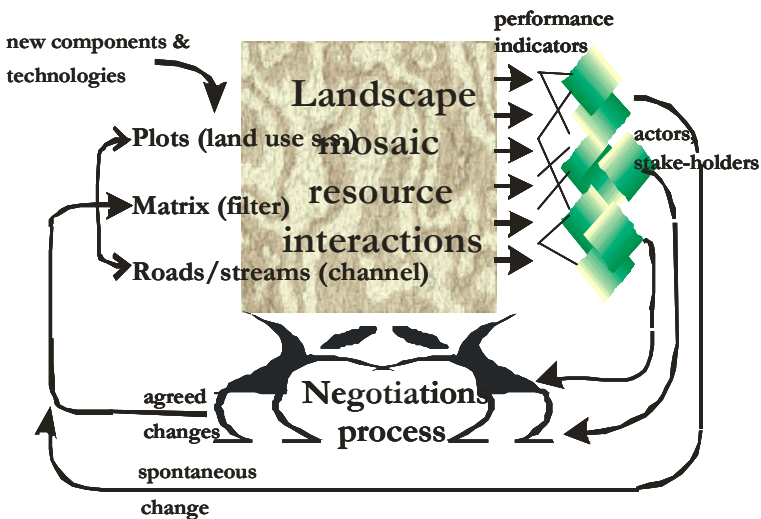 new components &
technologies
performance
indicators
Landscape
mosaic
resource
interactions
Plots (land use s.s.)
Matrix (filter)
Roads/streams (channel)
actors,
stake-holders
Negotiations
process
agreed
changes
spontaneous
change